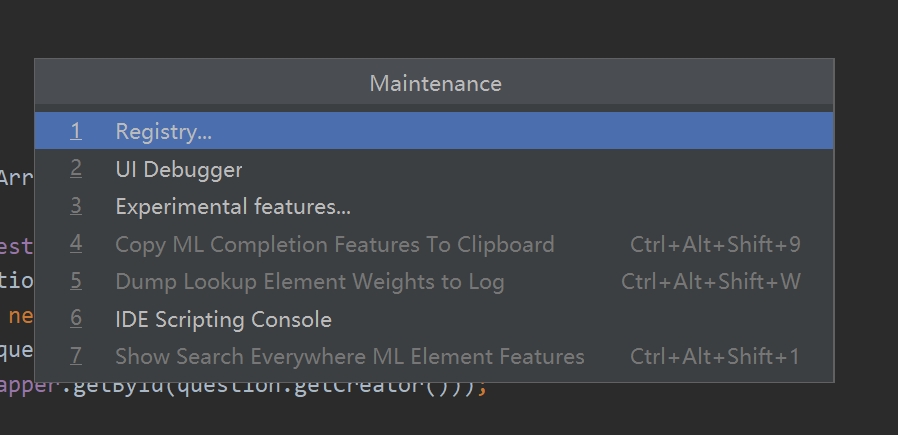 Maintenance
1 Registry...
Arr
2 UI Debugger
3 Experimental features...
est
4 Copy ML Completion Features To Clipboard Ctrl+Alt+Shift+9
tio
5 Dump Lookup Element Weights to Log Ctrl+Alt+Shift+W
ne
6 IDE Scripting Console
que
7 Show Search Everywhere ML Element Features Ctrl+Alt+Shift+1
apper.getById(question.getCreator()));